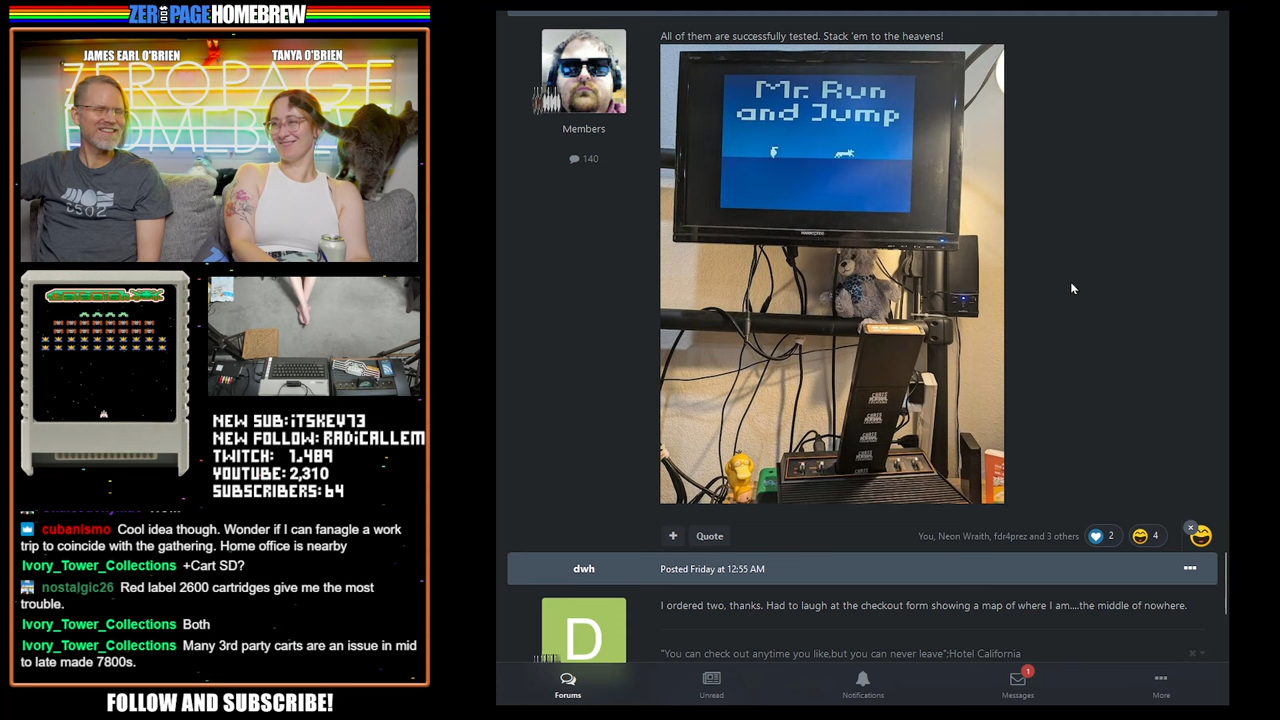 ZEROPAGE HOMEBREW
JAMES EARL O'BRIEN
TANYA O'BRIEN
ZEROPAGE
HOMEBREW
NEW SUB: ITSKEV73
NEW FOLLOW: RADICALLEM
TWITCH: 1,489
YOUTUBE: 2,310
SUBSCRIBERS: 64
cubanismo Cool idea though. Wonder if I can fanagle a work
trip to coincide with the gathering. Home office is nearby
Ivory_Tower_Collections +Cart SD?
nostalgic26 Red label 2600 cartridges give me the most
trouble.
Ivory_Tower_Collections Both
Ivory_Tower_Collections Many 3rd party carts are an issue in mid
to late made 7800s.
FOLLOW AND SUBSCRIBE!
All of them are successfully tested. Stack 'em to the heavens!
Members
140
Mr. Run
and Jump
+ Quote
You, Neon Wraith, fdr4prez and 3 others
2
4
dwh
Posted Friday at 12:55 AM
I ordered two, thanks. Had to laugh at the checkout form showing a map of where I am....the middle of nowhere.
D
"You can check out anytime you like,but you can never leave":Hotel California
Forums
Unread
Notifications
1
Messages
More